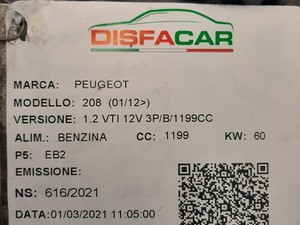 DISFACAR
MARCA: PEUGEOT
MODELLO: 208 (01/12>)
VERSIONE: 1.2 VTI 12V 3P/B/1199CC
ALIM.: BENZINA CC: 1199 KW: 60
P5: EB2
EMISSIONE:
NS: 616/2021
DATA:01/03/2021 11:05:00